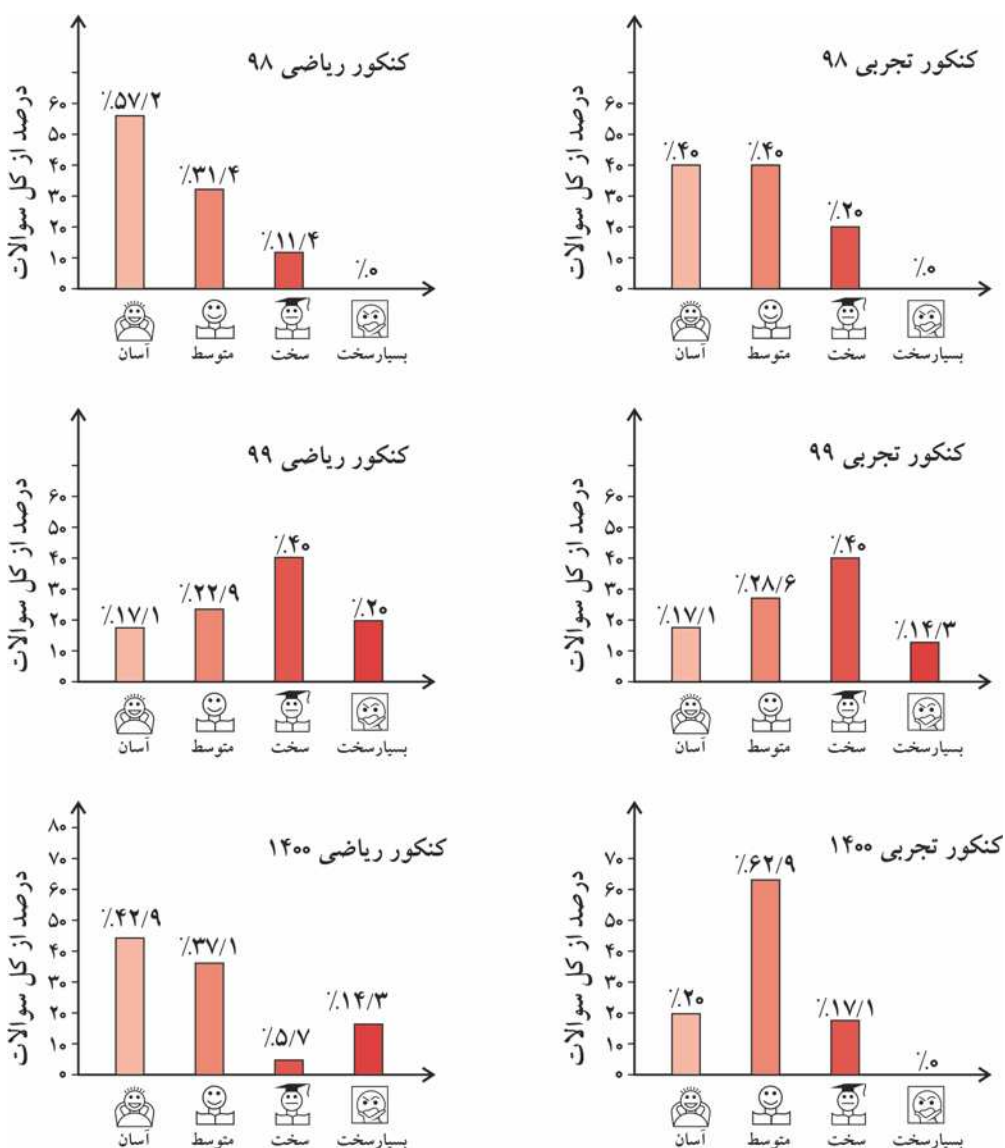 کنکور تجربی ۹۸
درصد از کل سوالات
۶۰
۵۰
۴۰
۳۰
۲۰
۱۰
۰
٪۴۰
٪۴۰
٪۲۰
٪۰
آسان
متوسط
سخت
بسیارسخت
کنکور ریاضی ۹۸
درصد از کل سوالات
۶۰
۵۰
۴۰
۳۰
۲۰
۱۰
۰
٪۵۷/۲
٪۳۱/۴
٪۱۱/۴
٪۰
آسان
متوسط
سخت
بسیارسخت
کنکور تجربی ۹۹
درصد از کل سوالات
۶۰
۵۰
۴۰
۳۰
۲۰
۱۰
۰
٪۱۷/۱
٪۲۸/۶
٪۴۰
٪۱۴/۳
آسان
متوسط
سخت
بسیارسخت
کنکور ریاضی ۹۹
درصد از کل سوالات
۶۰
۵۰
۴۰
۳۰
۲۰
۱۰
۰
٪۱۷/۱
٪۲۲/۹
٪۴۰
٪۲۰
آسان
متوسط
سخت
بسیارسخت
کنکور تجربی ۱۴۰۰
درصد از کل سوالات
۷۰
۶۰
۵۰
۴۰
۳۰
۲۰
۱۰
۰
٪۲۰
٪۶۲/۹
٪۱۷/۱
٪۰
آسان
متوسط
سخت
بسیارسخت
کنکور ریاضی ۱۴۰۰
درصد از کل سوالات
۸۰
۷۰
۶۰
۵۰
۴۰
۳۰
۲۰
۱۰
۰
٪۴۲/۹
٪۳۷/۱
٪۵/۷
٪۱۴/۳
آسان
متوسط
سخت
بسیارسخت